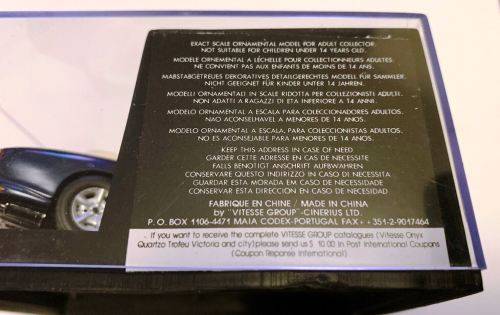 EXACT SCALE ORNAMENTAL MODEL FOR ADULT COLLECTOR.
NOT SUITABLE FOR CHILDREN UNDER 14 YEARS OLD.
MODELE ORNEMENTAL A L'ECHELLE POUR COLLECTIONNEURS ADULTES.
NE CONVIENT PAS AUX ENFANTS DE MOINS DE 14 ANS.
MAßSTABGETREUES DEKORATIVES DETAILGERECHTES MODELL FÜR SAMMLER.
NICHT GEEIGNET FÜR KINDER UNTER 14 JAHREN.
MODELLI ORNAMENTALI IN SCALE RIDOTTA PER COLLEZIONISTI ADULTI.
NON ADATTI A RAGAZZI DI ETA INFERIORE A 14 ANNI.
MODELO ORNAMENTAL A ESCALA PARA COLECCIONADORES ADULTOS.
NAO ACONSELHAVEL A MENORES DE 14 ANOS.
MODELO ORNAMENTAL A ESCALA, PARA COLECCIONISTAS ADULTOS.
NO ES ACONSEJABLE PARA MENORES DE 14 ANOS.
KEEP THIS ADDRESS IN CASE OF NEED
GARDER CETTE ADRESSE EN CAS DE NECESSITE
FALLS BENOTIGT ANSCHRIFT AUFBWAHREN
CONSERVARE QUESTO INDIRIZZO IN CASO DI NECESSITA
GUARDAR ESTA MORADA EM CASO DE NECESSIDADE
CONSERVAR ESTA DIRECCION EN CASO DE NECESIDAD
FABRIQUE EN CHINE / MADE IN CHINA
by "VITESSE GROUP"-CINERIUS LTD.
P.O. BOX 1106-4471 MAIA CODEX-PORTUGAL FAX++351-2-9017464
If you want to receive the complete VITESSE GROUP catalogues (Vitesse Onyx
Quartzo Trofeu Victoria and city)please send us$ 10.00 in Post International Coupons
(Coupon Reponse International)